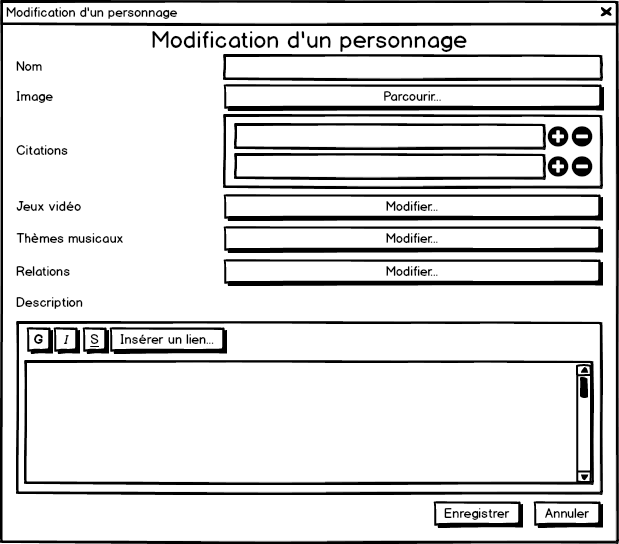 Modification d'un personnage
Modification d'un personnage
Nom
Image
Parcourir...
Citations
Jeux vidéo
Modifier...
Thèmes musicaux
Modifier...
Relations
Modifier...
Description
G I S Insérer un lien...
Enregistrer Annuler